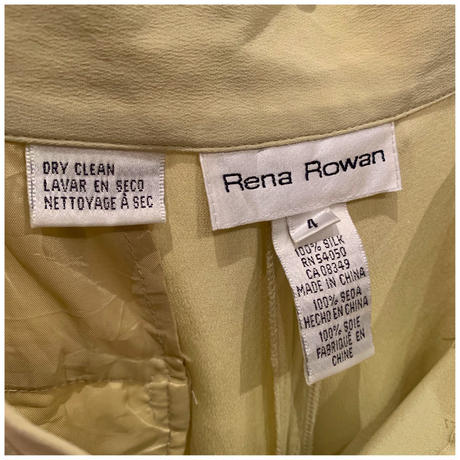 DRY CLEAN
LAVAR EN SECO
NETTOYAGE À SEC
Rena Rowan
4
100% SILK
RN 54050
CA 08349
MADE IN CHINA
100% SEDA
HECHO EN CHINA
100% SOIE
FABRIQUÉ EN
CHINE